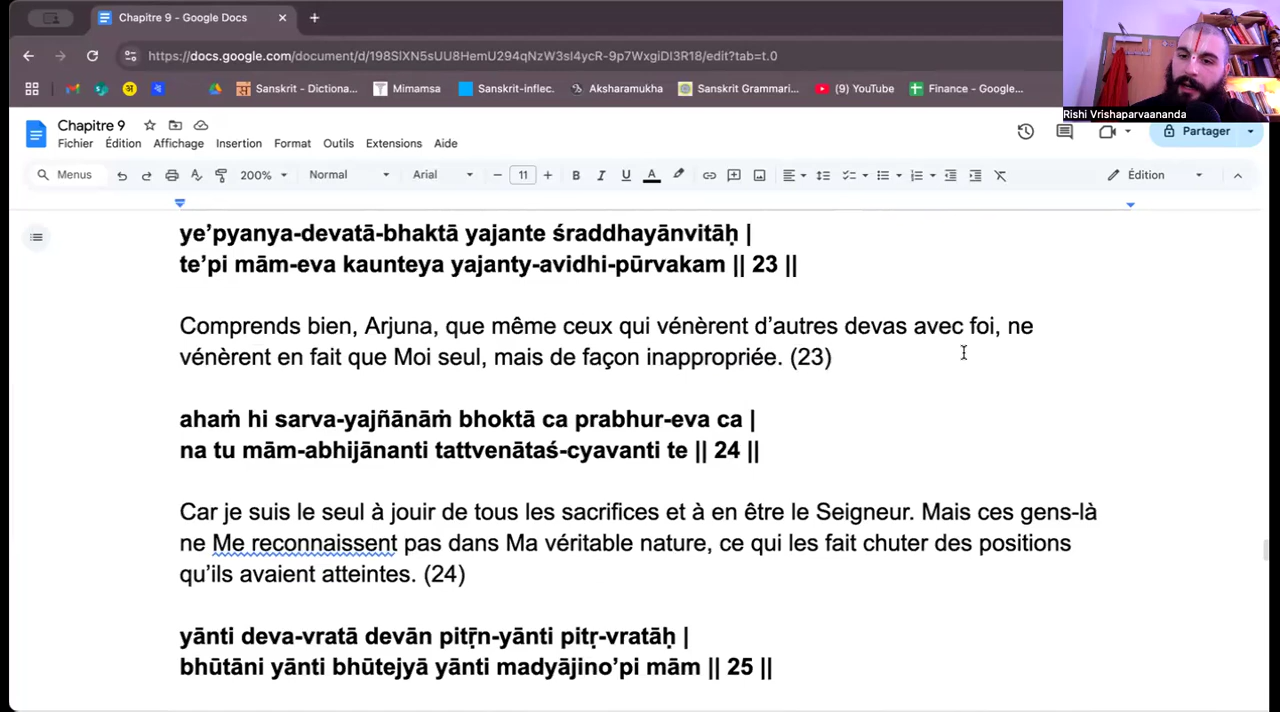 Chapitre 9 - Google Docs
https://docs.google.com/document/d/198SlXN5sUU8HemU294qNzW3sI4ycR-9p7WxgiDI3R18/edit?tab=t.0
Sanskrit - Dictiona... Mimamsa Sanskrit-inflec. Aksharamukha Sanskrit Grammari... (9) YouTube Finance - Google...
Rishi Vrishaparvaananda
Chapitre 9
Partager
Fichier Édition Affichage Insertion Format Outils Extensions Aide
Menus 200% Normal Arial 11 Édition
ye’pyanya-devatā-bhaktā yajante śraddhayānvitāḥ |
te’pi mām-eva kaunteya yajanty-avidhi-pūrvakam || 23 ||
Comprends bien, Arjuna, que même ceux qui vénèrent d’autres devas avec foi, ne
vénèrent en fait que Moi seul, mais de façon inappropriée. (23)
ahaṁ hi sarva-yajñānāṁ bhoktā ca prabhur-eva ca |
na tu mām-abhijānanti tattvenātaś-cyavanti te || 24 ||
Car je suis le seul à jouir de tous les sacrifices et à en être le Seigneur. Mais ces gens-là
ne Me reconnaissent pas dans Ma véritable nature, ce qui les fait chuter des positions
qu’ils avaient atteintes. (24)
yānti deva-vratā devān pitṝn-yānti pitṛ-vratāḥ |
bhūtāni yānti bhūtejyā yānti madyājino’pi mām || 25 ||